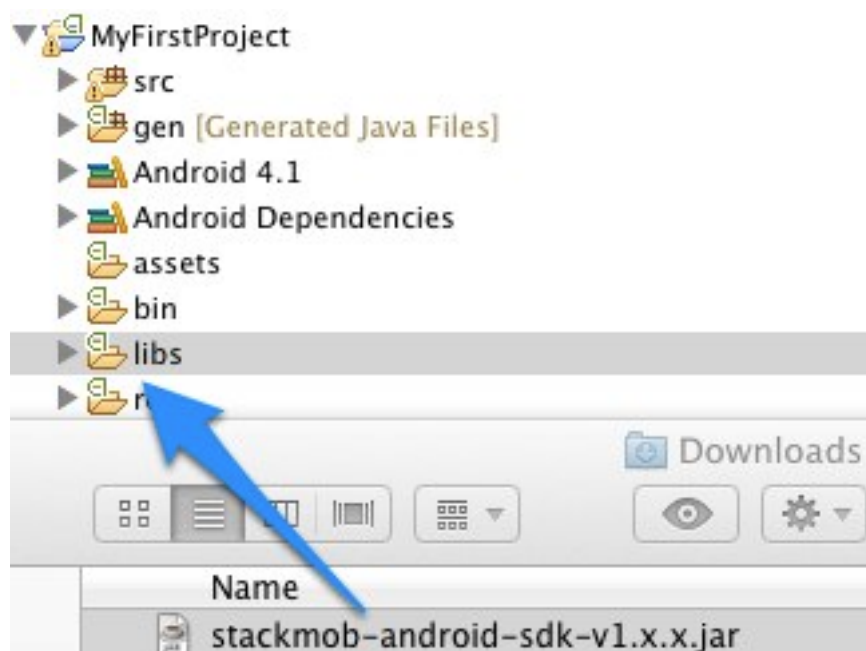 MyFirstProject
src
gen [Generated Java Files]
Android 4.1
Android Dependencies
assets
bin
libs
Downloads
Name
stackmob-android-sdk-v1.x.x.jar